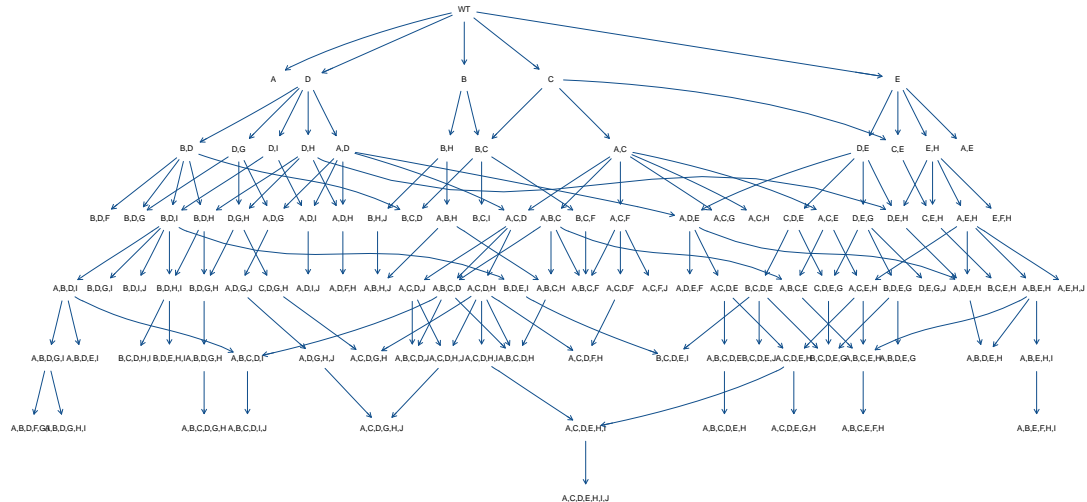 WT
A D B C E
B,D D,G D,I D,H A,D B,H B,C A,C D,E C,E E,H A,E
B,D,F B,D,G B,D,I B,D,H D,G,H A,D,G A,D,I A,D,H B,H,J B,C,D A,B,H B,C,I A,C,D A,B,C B,C,F A,C,F A,D,E A,C,G A,C,H C,D,E A,C,E D,E,G D,E,H C,E,H A,E,H E,F,H
A,B,D,I B,D,G,I B,D,I,J B,D,H,I B,D,G,H A,D,G,J C,D,G,H A,D,I,J A,D,F,H A,B,H,J A,C,D,J A,B,C,D A,C,D,H B,D,E,I A,B,C,H A,B,C,F A,C,D,F A,C,F,J A,D,E,F A,C,D,E B,C,D,E A,B,C,E C,D,E,G A,C,E,H B,D,E,G D,E,G,J A,D,E,H B,C,E,H A,B,E,H A,E,H,J
A,B,D,G,I A,B,D,E,I B,C,D,H,I B,D,E,H,I A,B,D,G,H A,B,C,D,I A,D,G,H,J A,C,D,G,H A,B,C,D,J A,C,D,H,J A,C,D,H,I A,B,C,D,H A,C,D,F,H B,C,D,E,I A,B,C,D,E B,C,D,E,J A,C,D,E,H B,C,D,E,G A,B,C,E,H A,B,D,E,G A,B,D,E,H A,B,E,H,I
A,B,D,F,G,I A,B,D,G,H,I A,B,C,D,G,H A,B,C,D,I,J A,C,D,G,H,J A,C,D,E,H,I A,B,C,D,E,H A,C,D,E,G,H A,B,C,E,F,H A,B,E,F,H,I
A,C,D,E,H,I,J